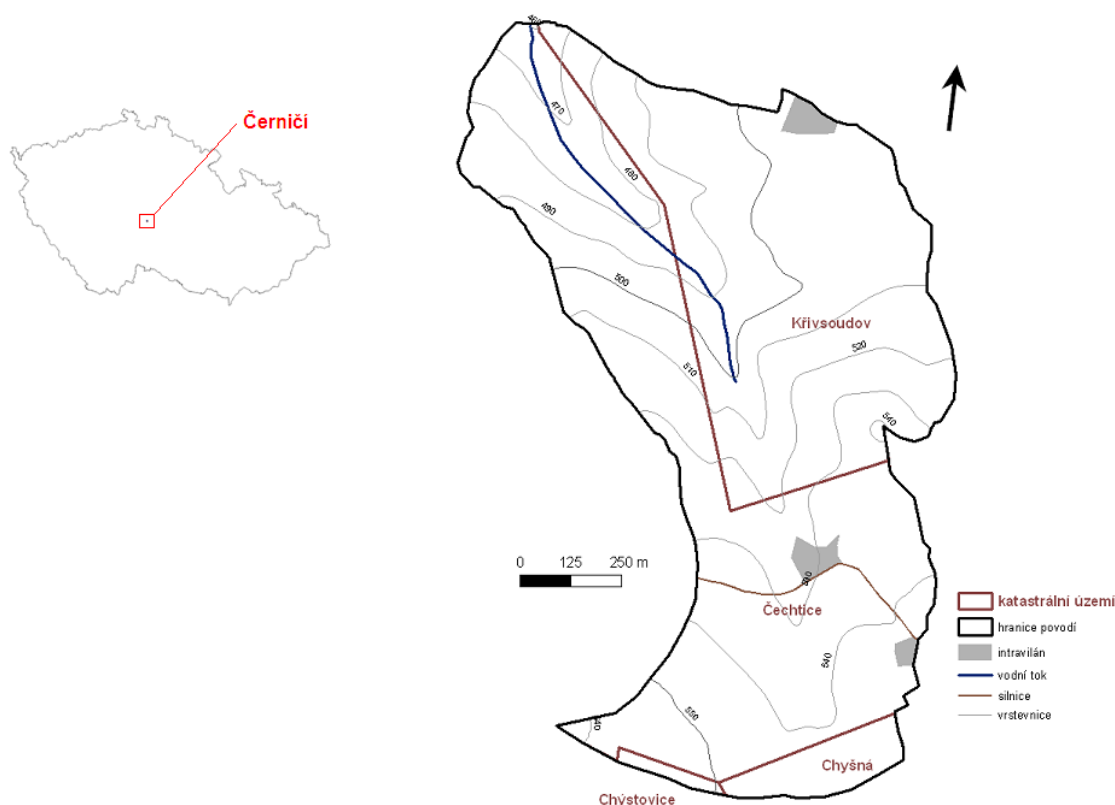 Černičí
460
470
480
490
500
Křivsoudov
520
510
540
0 125 250 m
530
Čechtice
540
550
540
Chyšná
Chýstovice
katastrální území
hranice povodí
intravilán
vodní tok
silnice
vrstevnice